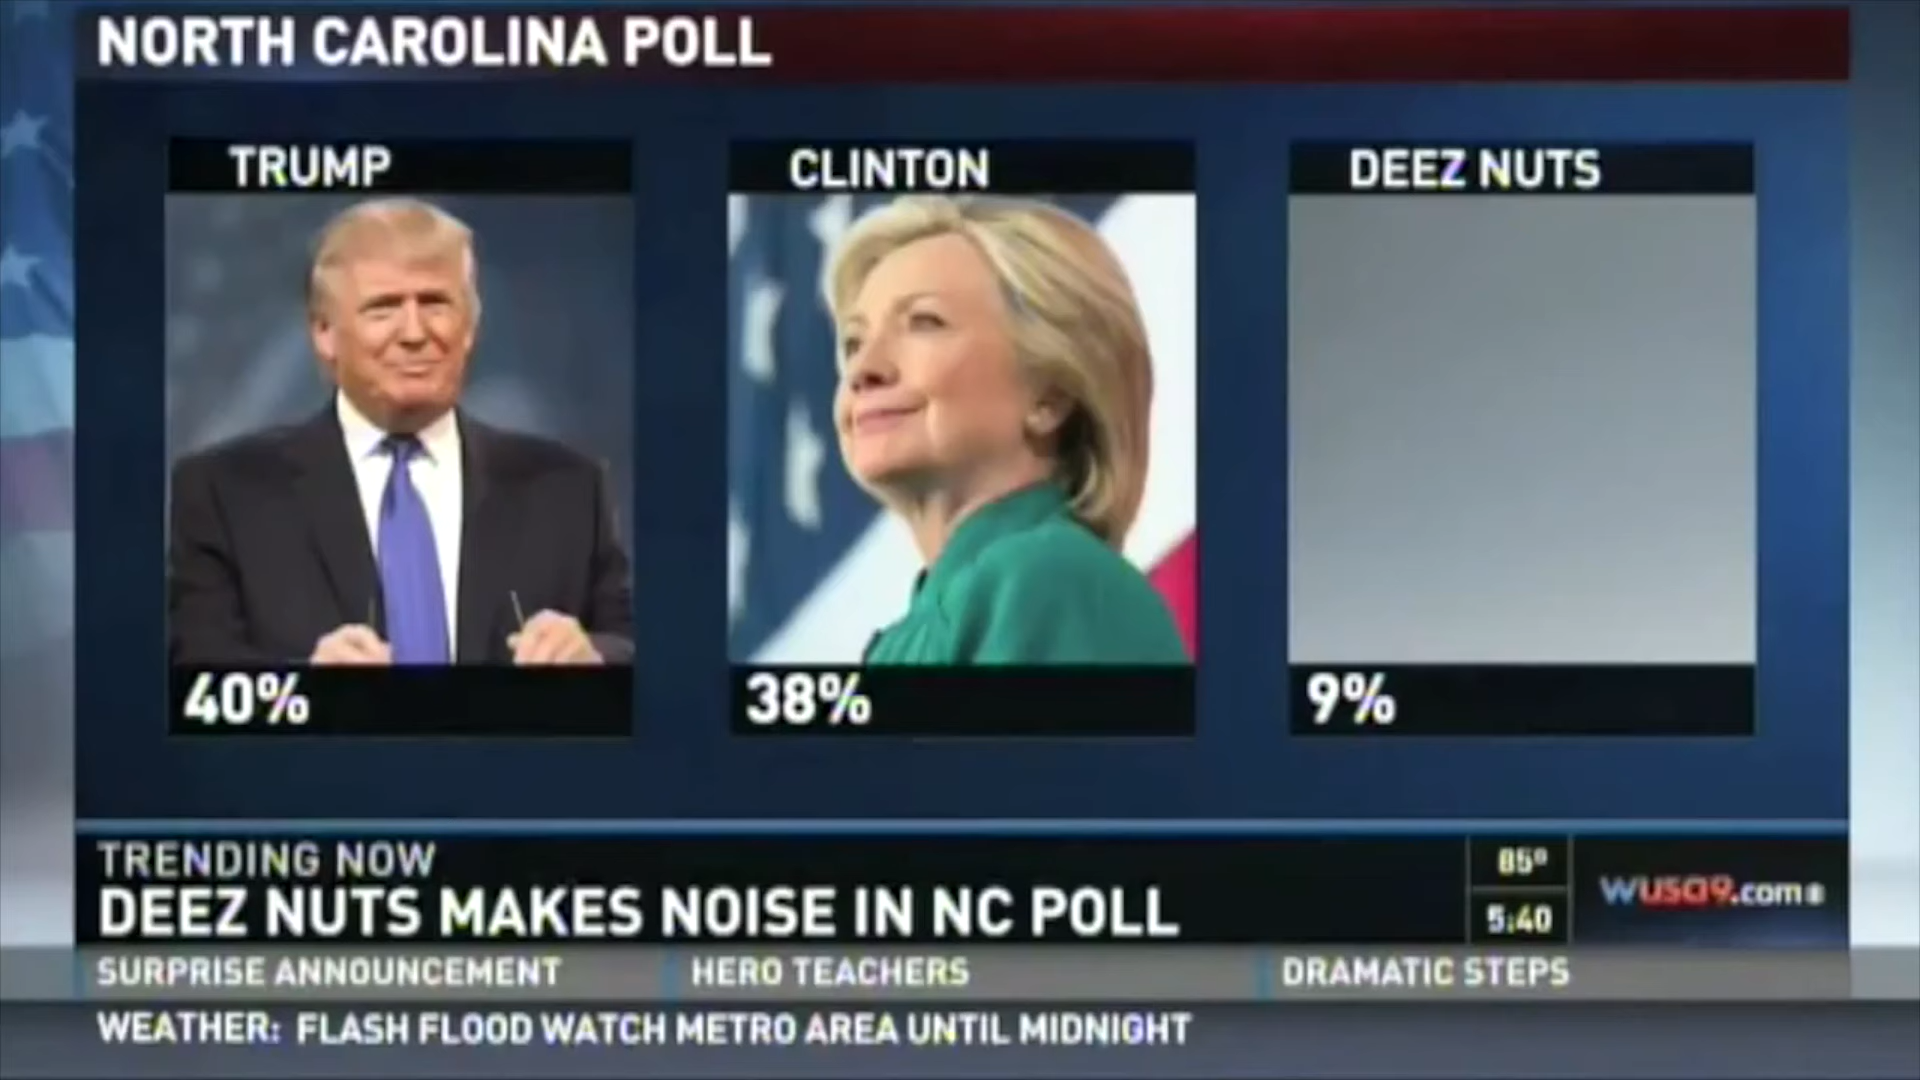 NORTH CAROLINA POLL
TRUMP
CLINTON
DEEZ NUTS
40%
38%
9%
TRENDING NOW
DEEZ NUTS MAKES NOISE IN NC POLL
85º
5:40
wusa9.com
SURPRISE ANNOUNCEMENT
HERO TEACHERS
DRAMATIC STEPS
WEATHER: FLASH FLOOD WATCH METRO AREA UNTIL MIDNIGHT